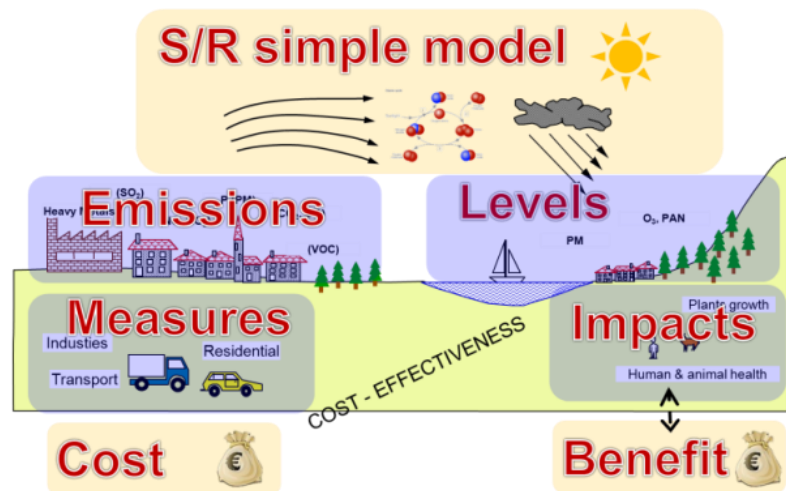 S/R simple model
Emissions
(SO₂)
Heavy
(VOC)
Levels
O₃, PAN
PM
Measures
Industies
Residential
Transport
COST - EFFECTIVENESS
Impacts
Plants growth
Human & animal health
Cost
€
Benefit
€